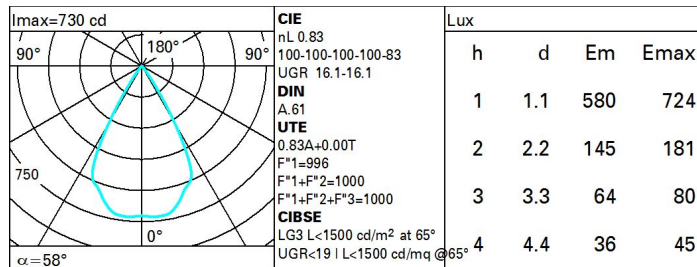 Imax=730 cd
90° 180° 90°
750
0°
α=58°
CIE
nL 0.83
100-100-100-100-83
UGR 16.1-16.1
DIN
A.61
UTE
0.83A+0.00T
F"1=996
F"1+F"2=1000
F"1+F"2+F"3=1000
CIBSE
LG3 L<1500 cd/m² at 65°
UGR<19 | L<1500 cd/mq @65°
Lux
h d Em Emax
1 1.1 580 724
2 2.2 145 181
3 3.3 64 80
4 4.4 36 45